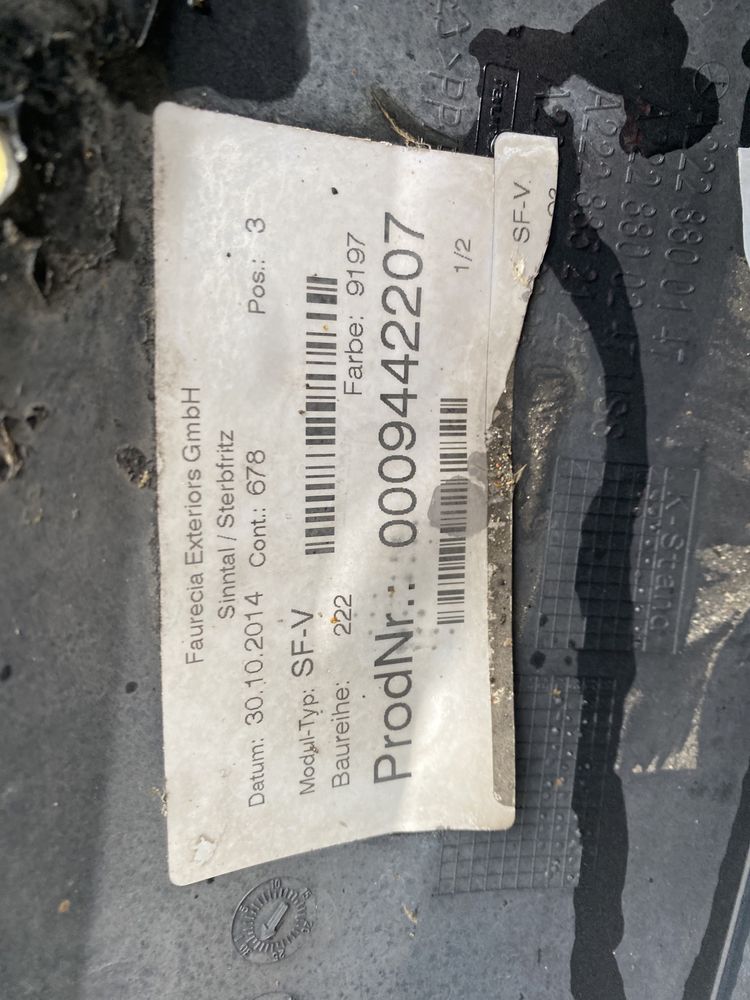 Faurecia Exteriors GmbH
Sinntal / Sterbfritz
Datum: 30.10.2014 Cont.: 678 Pos.: 3
Modul-Typ: SF-V
Baureihe: 222 Farbe: 9197
ProdNr.: 0009442207
1/2
SF-V
K-Stanz